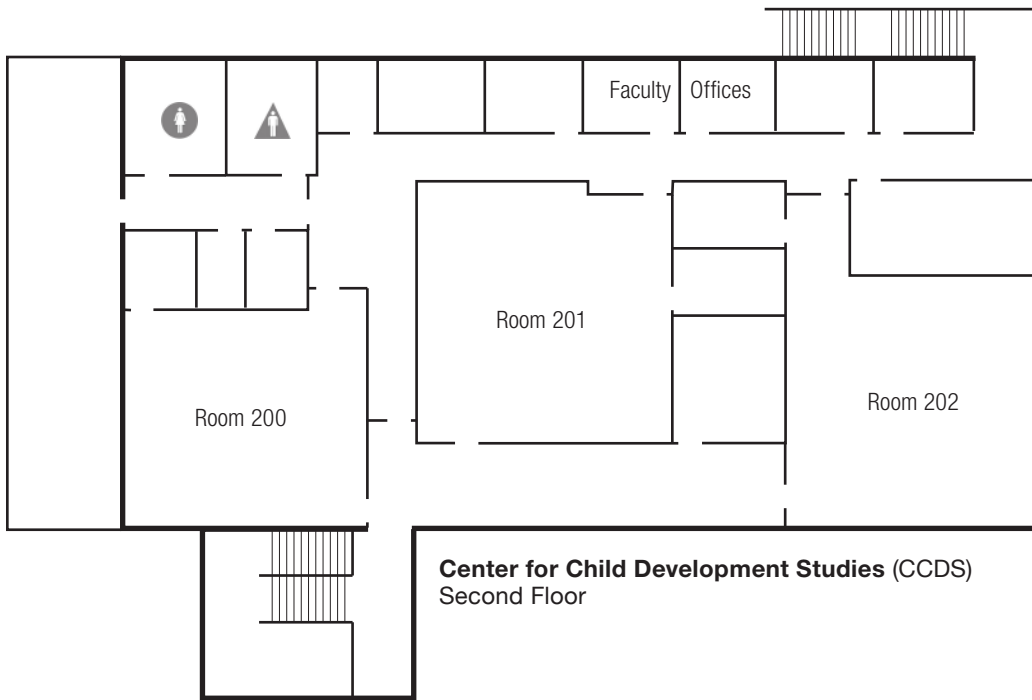 Faculty Offices
Room 201
Room 202
Room 200
Center for Child Development Studies (CCDS)
Second Floor